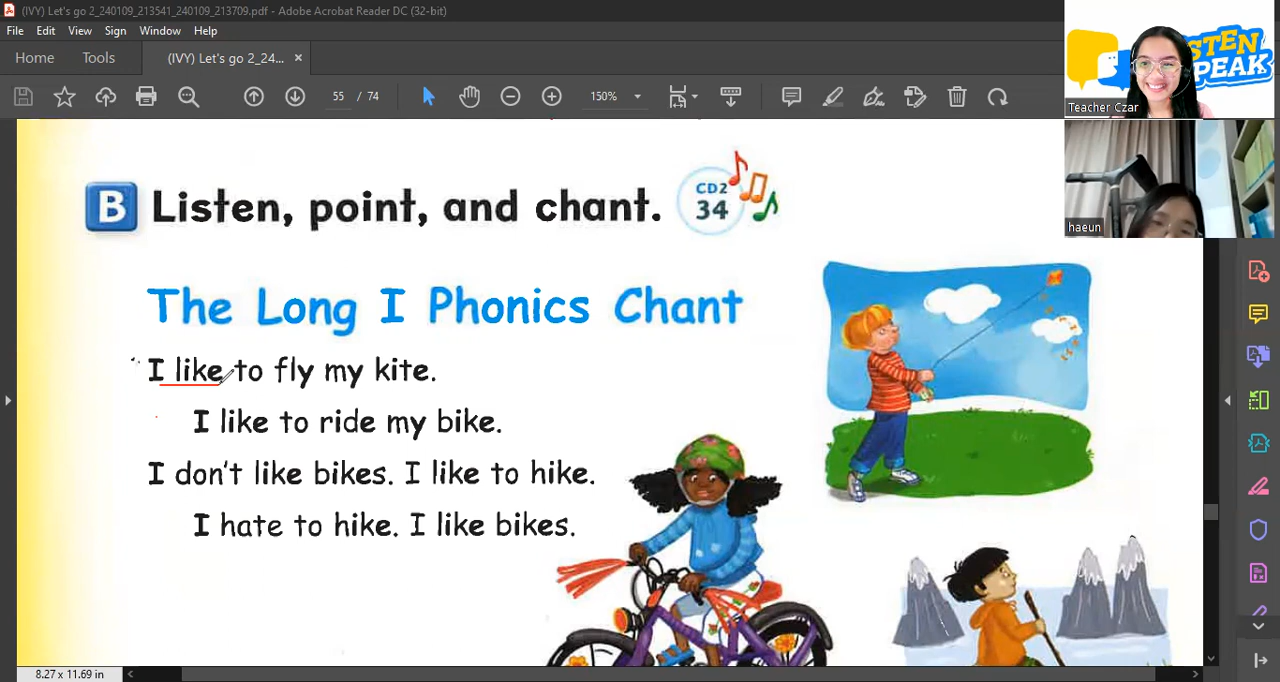 (IVY) Let's go 2_240109_213541_240109_213709.pdf - Adobe Acrobat Reader DC (32-bit)
File Edit View Sign Window Help
Home Tools (IVY) Let's go 2_24... ×
55 / 74 150%
STEN
PEAK
Teacher Czar
haeun
B Listen, point, and chant. CD2 34
The Long I Phonics Chant
I like to fly my kite.
I like to ride my bike.
I don't like bikes. I like to hike.
I hate to hike. I like bikes.
8.27 x 11.69 in